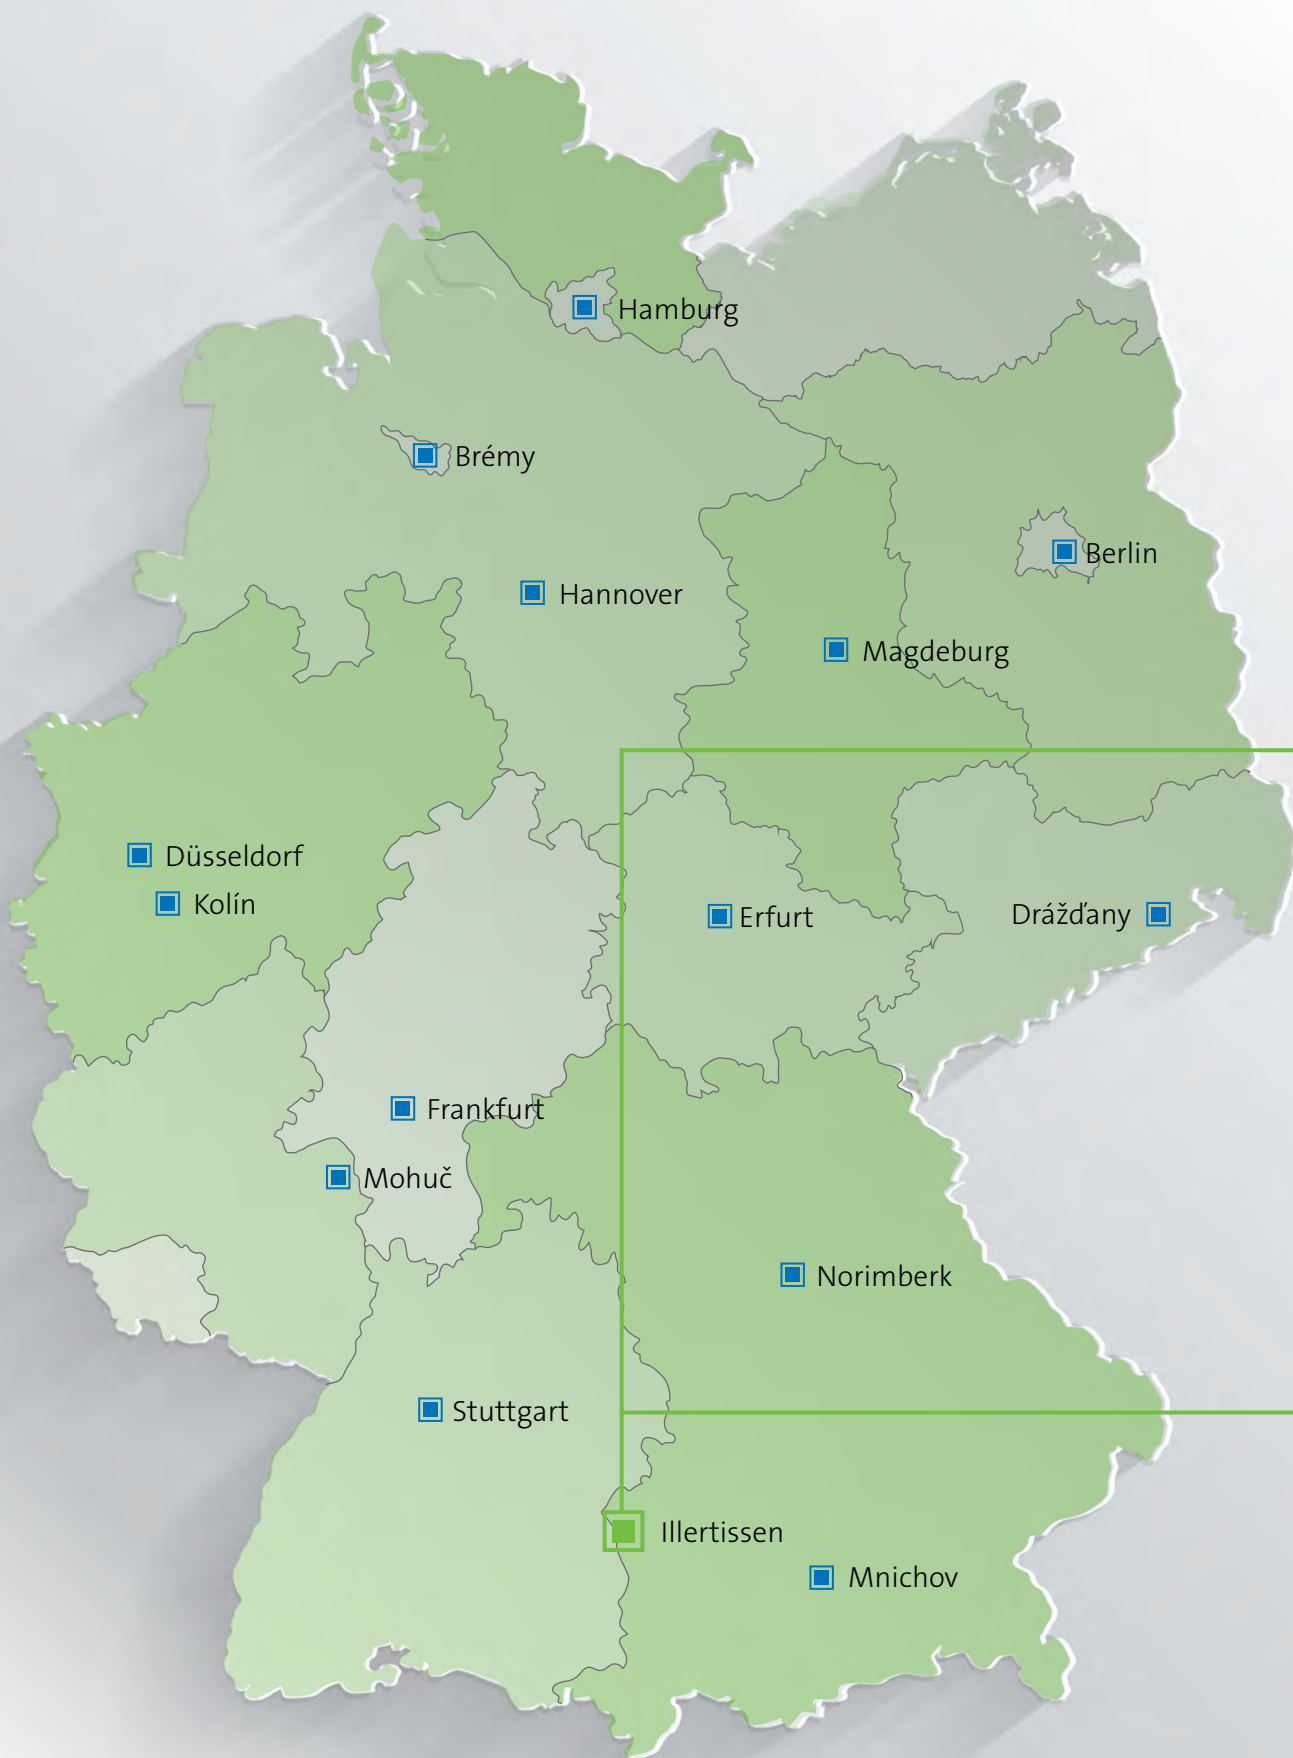 Hamburg
Brémy
Berlin
Hannover
Magdeburg
Düsseldorf
Kolín
Erfurt
Drážďany
Frankfurt
Mohuč
Norimberk
Stuttgart
Illertissen
Mnichov